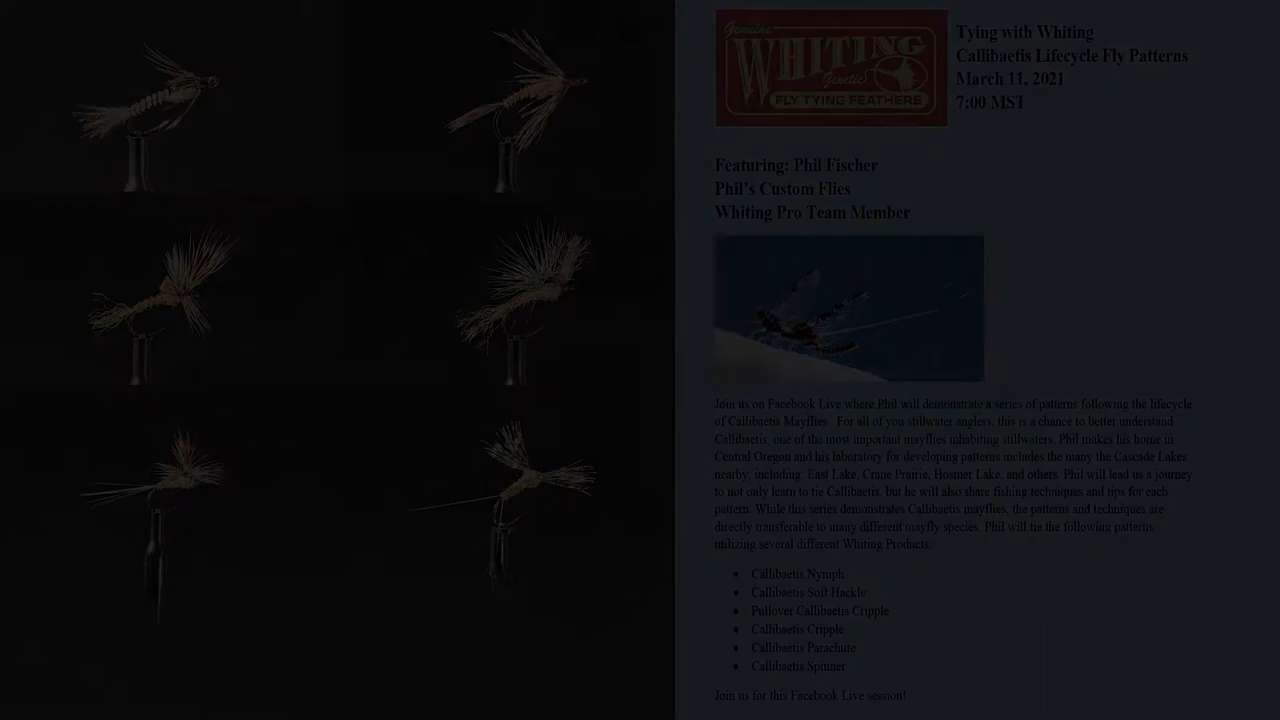 Genuine
WHITING
Genetic
FLY TYING FEATHERS
Tying with Whiting
Callibaetis Lifecycle Fly Patterns
March 11, 2021
7:00 MST
Featuring: Phil Fischer
Phil's Custom Flies
Whiting Pro Team Member
Join us on Facebook Live where Phil will demonstrate a series of patterns following the lifecycle
of Callibaetis Mayflies. For all of you stillwater anglers, this is a chance to better understand
Callibaetis, one of the most important mayflies inhabiting stillwaters. Phil makes his home in
Central Oregon and his laboratory for developing patterns includes the many the Cascade Lakes
nearby, including: East Lake, Crane Prairie, Hosmer Lake, and others. Phil will lead us a journey
to not only learn to tie Callibaetis, but he will also share fishing techniques and tips for each
pattern. While this series demonstrates Callibaetis mayflies, the patterns and techniques are
directly transferable to many different mayfly species. Phil will tie the following patterns
utilizing several different Whiting Products:
• Callibaetis Nymph
• Callibaetis Soft Hackle
• Pullover Callibaetis Cripple
• Callibaetis Cripple
• Callibaetis Parachute
• Callibaetis Spinner
Join us for this Facebook Live session!